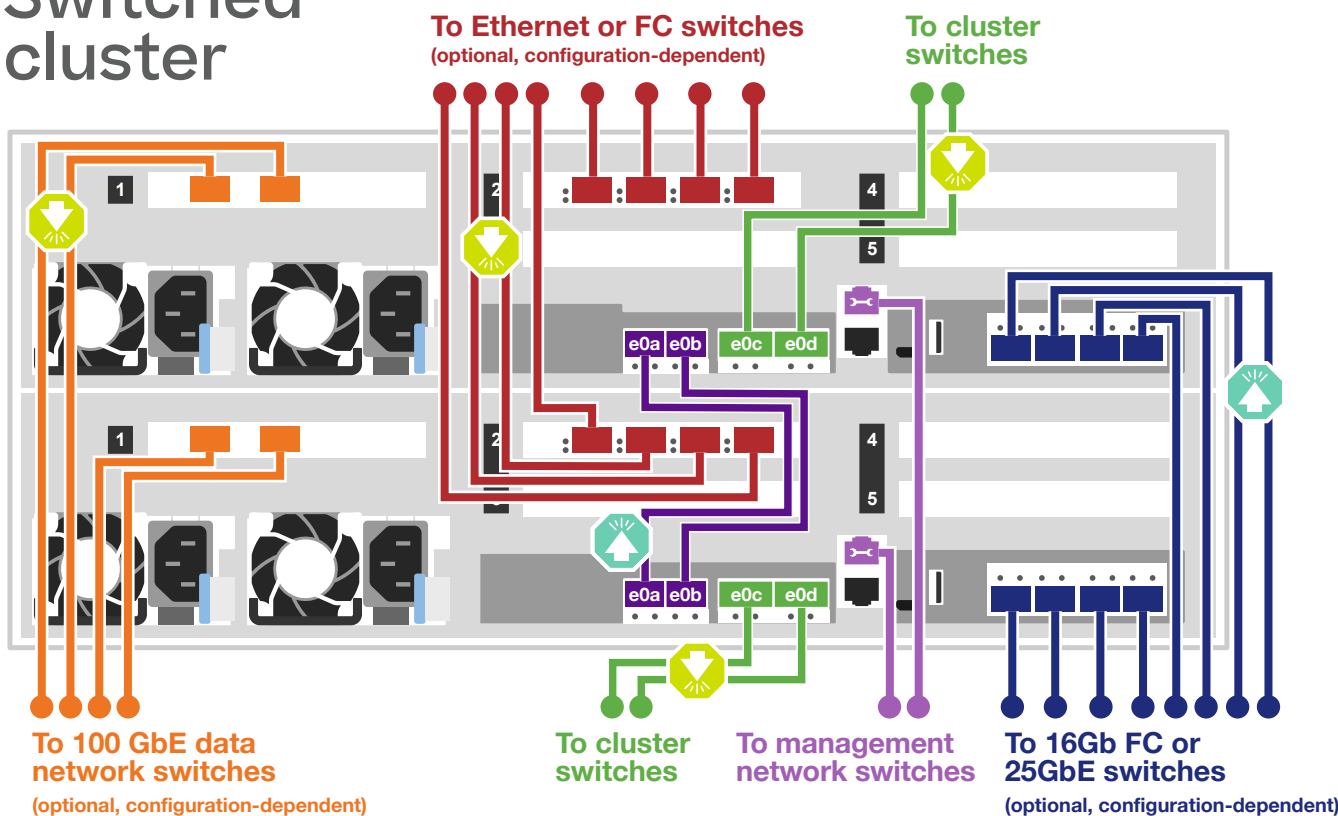 Switched
cluster
To Ethernet or FC switches
(optional, configuration-dependent)
To cluster
switches
1
2
4
5
e0a e0b e0c e0d
1
2
4
5
e0a e0b e0c e0d
To 100 GbE data
network switches
(optional, configuration-dependent)
To cluster
switches
To management
network switches
To 16Gb FC or
25GbE switches
(optional, configuration-dependent)